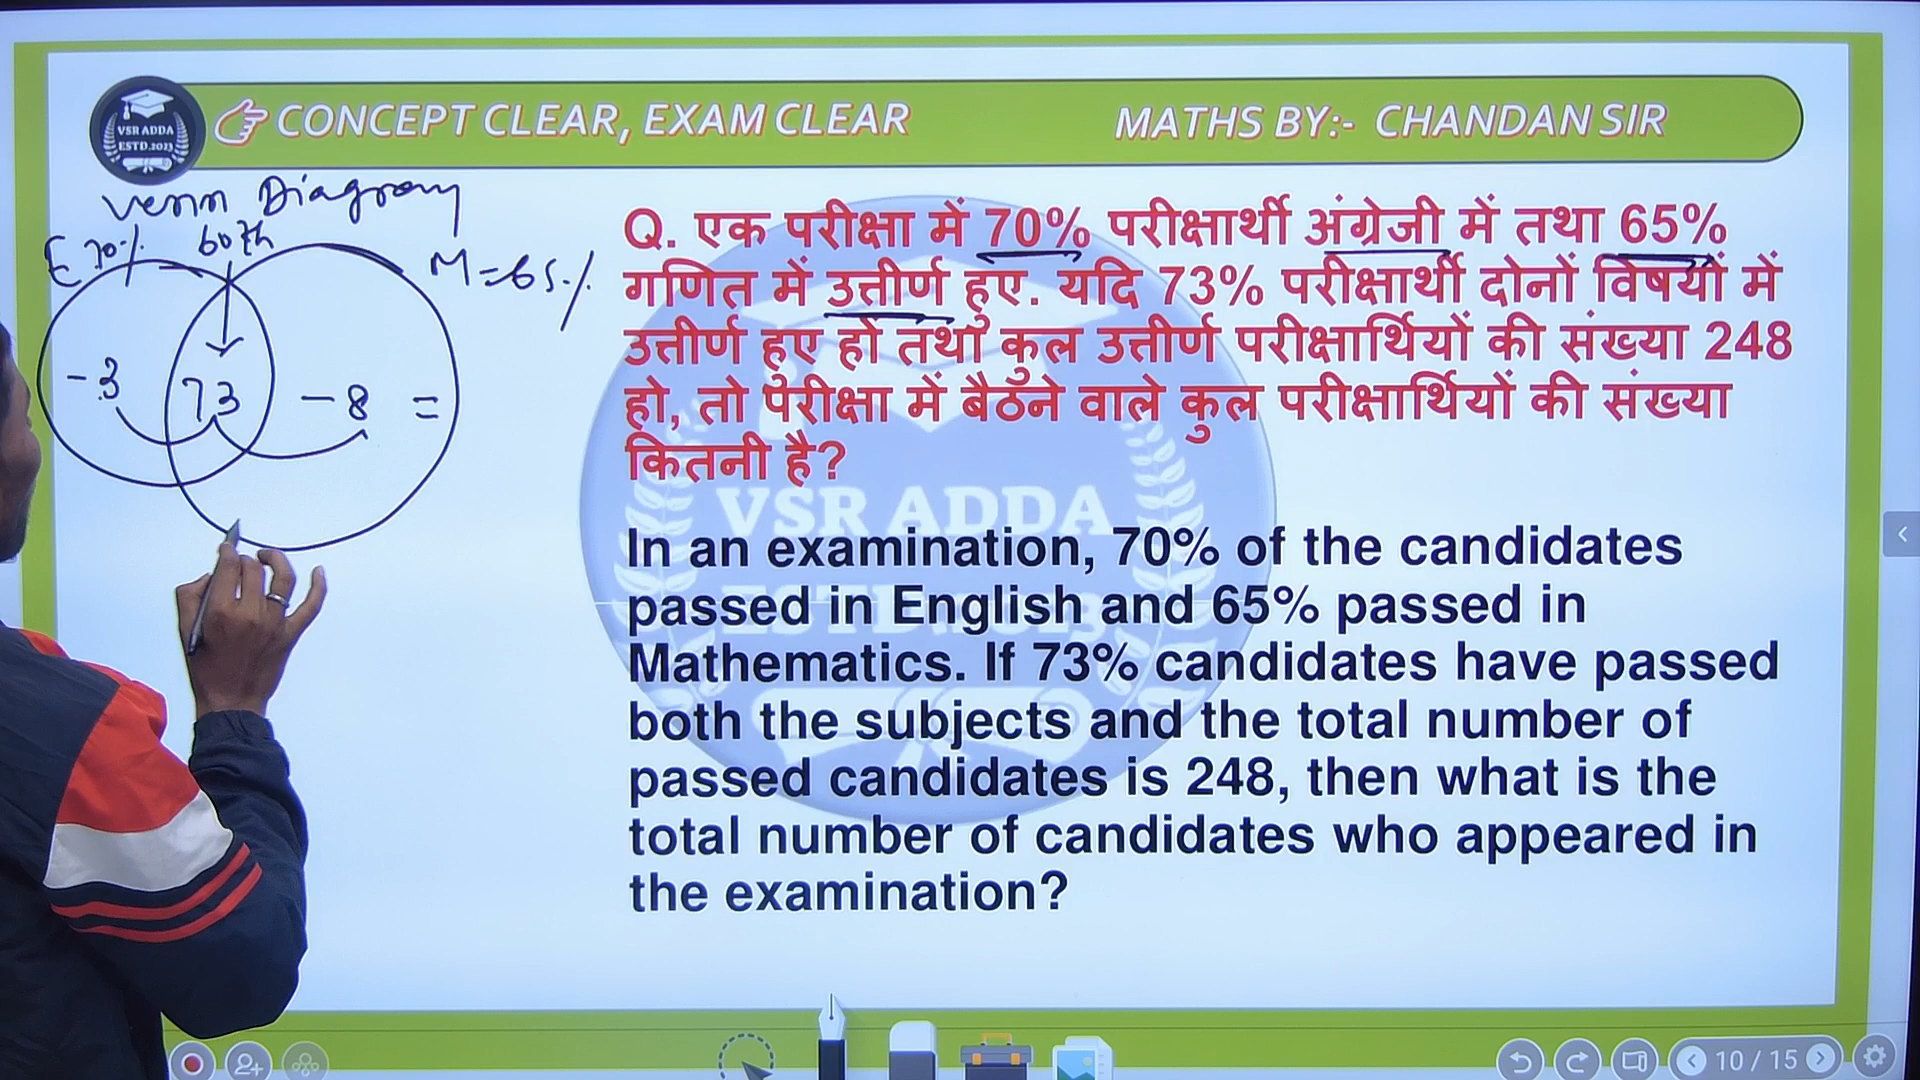 VSR ADDA
ESTD.2023
CONCEPT CLEAR, EXAM CLEAR
MATHS BY:- CHANDAN SIR
Venn Diagram
E 70% both
M=65%
-3 73 -8 =
Q. एक परीक्षा में 70% परीक्षार्थी अंग्रेजी में तथा 65%
गणित में उत्तीर्ण हुए. यदि 73% परीक्षार्थी दोनों विषयों में
उत्तीर्ण हुए हो तथा कुल उत्तीर्ण परीक्षार्थियों की संख्या 248
हो, तो परीक्षा में बैठने वाले कुल परीक्षार्थियों की संख्या
कितनी है?
VSR ADDA
ESTD.2023
In an examination, 70% of the candidates
passed in English and 65% passed in
Mathematics. If 73% candidates have passed
both the subjects and the total number of
passed candidates is 248, then what is the
total number of candidates who appeared in
the examination?
10 / 15